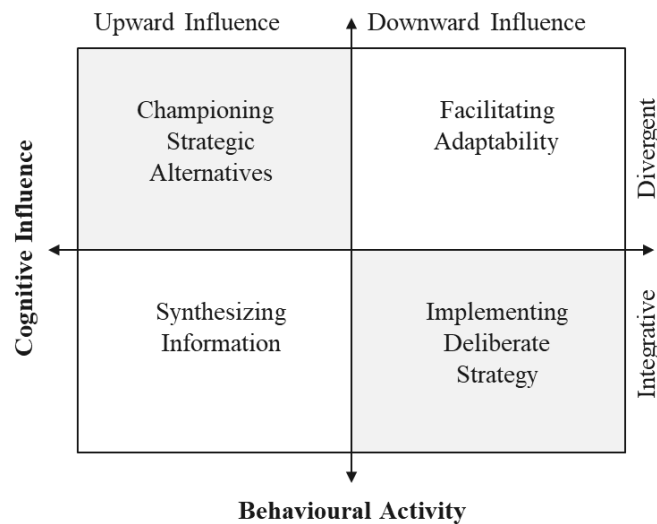 Upward Influence
Downward Influence
Championing
Strategic
Alternatives
Facilitating
Adaptability
Divergent
Cognitive Influence
Synthesizing
Information
Implementing
Deliberate
Strategy
Integrative
Behavioural Activity